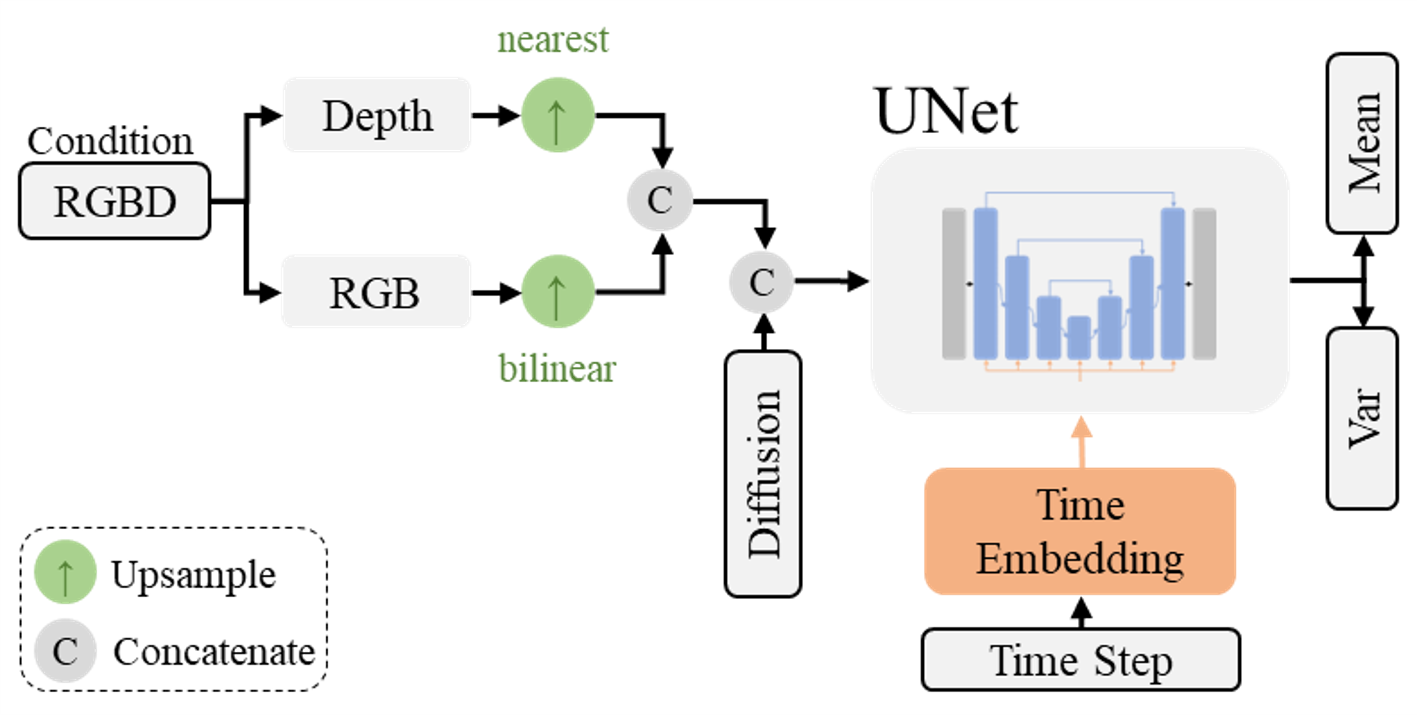 nearest
Condition
RGBD
Depth
↑
C
RGB
↑
bilinear
C
Diffusion
UNet
Time
Embedding
Time Step
Mean
Var
↑ Upsample
C Concatenate